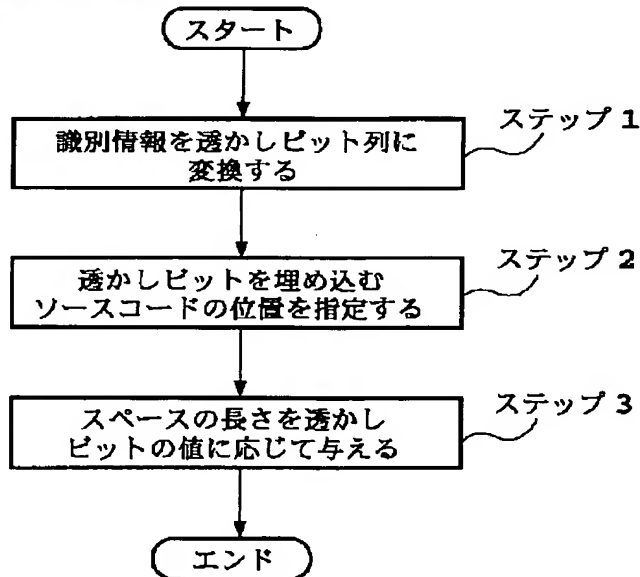 スタート
ステップ 1
識別情報を透かしビット列に
変換する
ステップ 2
透かしビットを埋め込む
ソースコードの位置を指定する
ステップ 3
スペースの長さを透かし
ビットの値に応じて与える
エンド